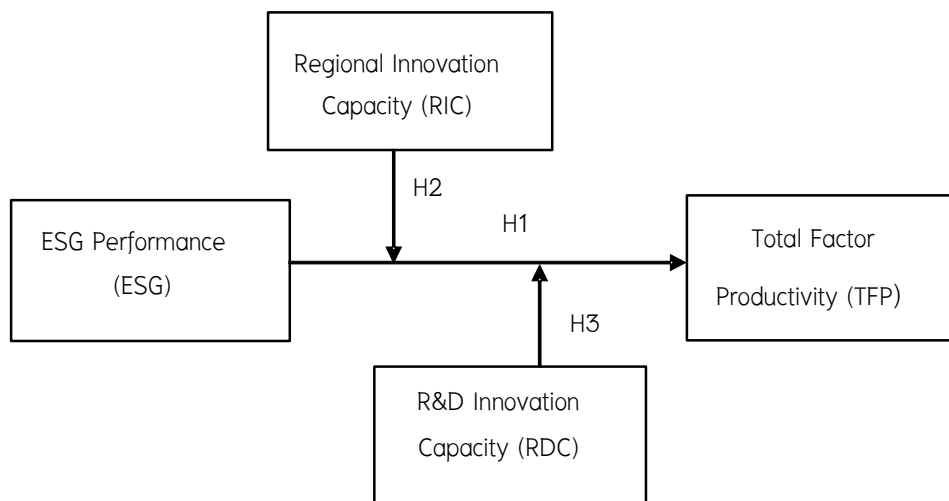 Regional Innovation
Capacity (RIC)
H2
H1
ESG Performance
(ESG)
Total Factor
Productivity (TFP)
H3
R&D Innovation
Capacity (RDC)